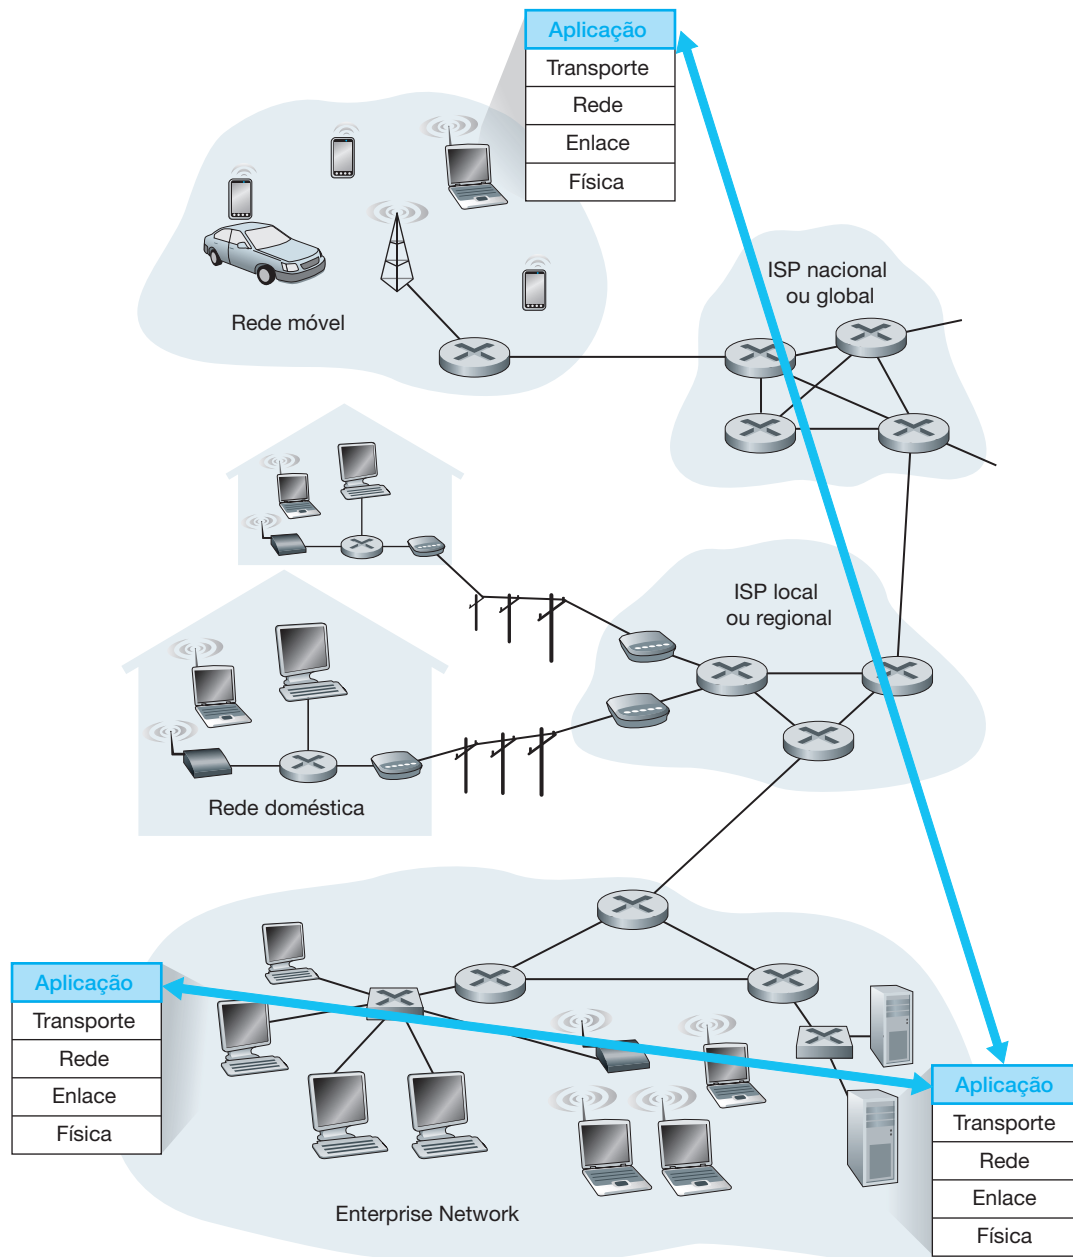 Aplicação
Transporte
Rede
Enlace
Física
ISP nacional
ou global
Rede móvel
ISP local
ou regional
Rede doméstica
Aplicação
Transporte
Rede
Enlace
Física
Aplicação
Transporte
Rede
Enlace
Física
Enterprise Network